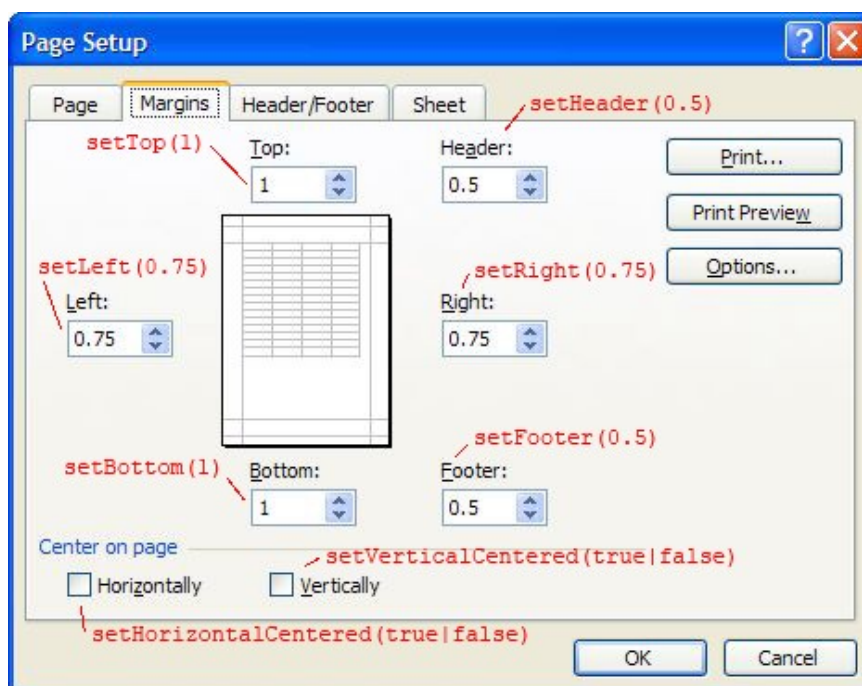 Page Setup
Page Margins Header/Footer Sheet
setHeader(0.5)
setTop(1)
Top:
Header:
1
0.5
Print...
Print Preview
Options...
setLeft(0.75)
setRight(0.75)
Left:
Right:
0.75
0.75
setFooter(0.5)
setBottom(1)
Bottom:
Footer:
1
0.5
Center on page
setVerticalCentered(true|false)
Horizontally
Vertically
setHorizontalCentered(true|false)
OK
Cancel